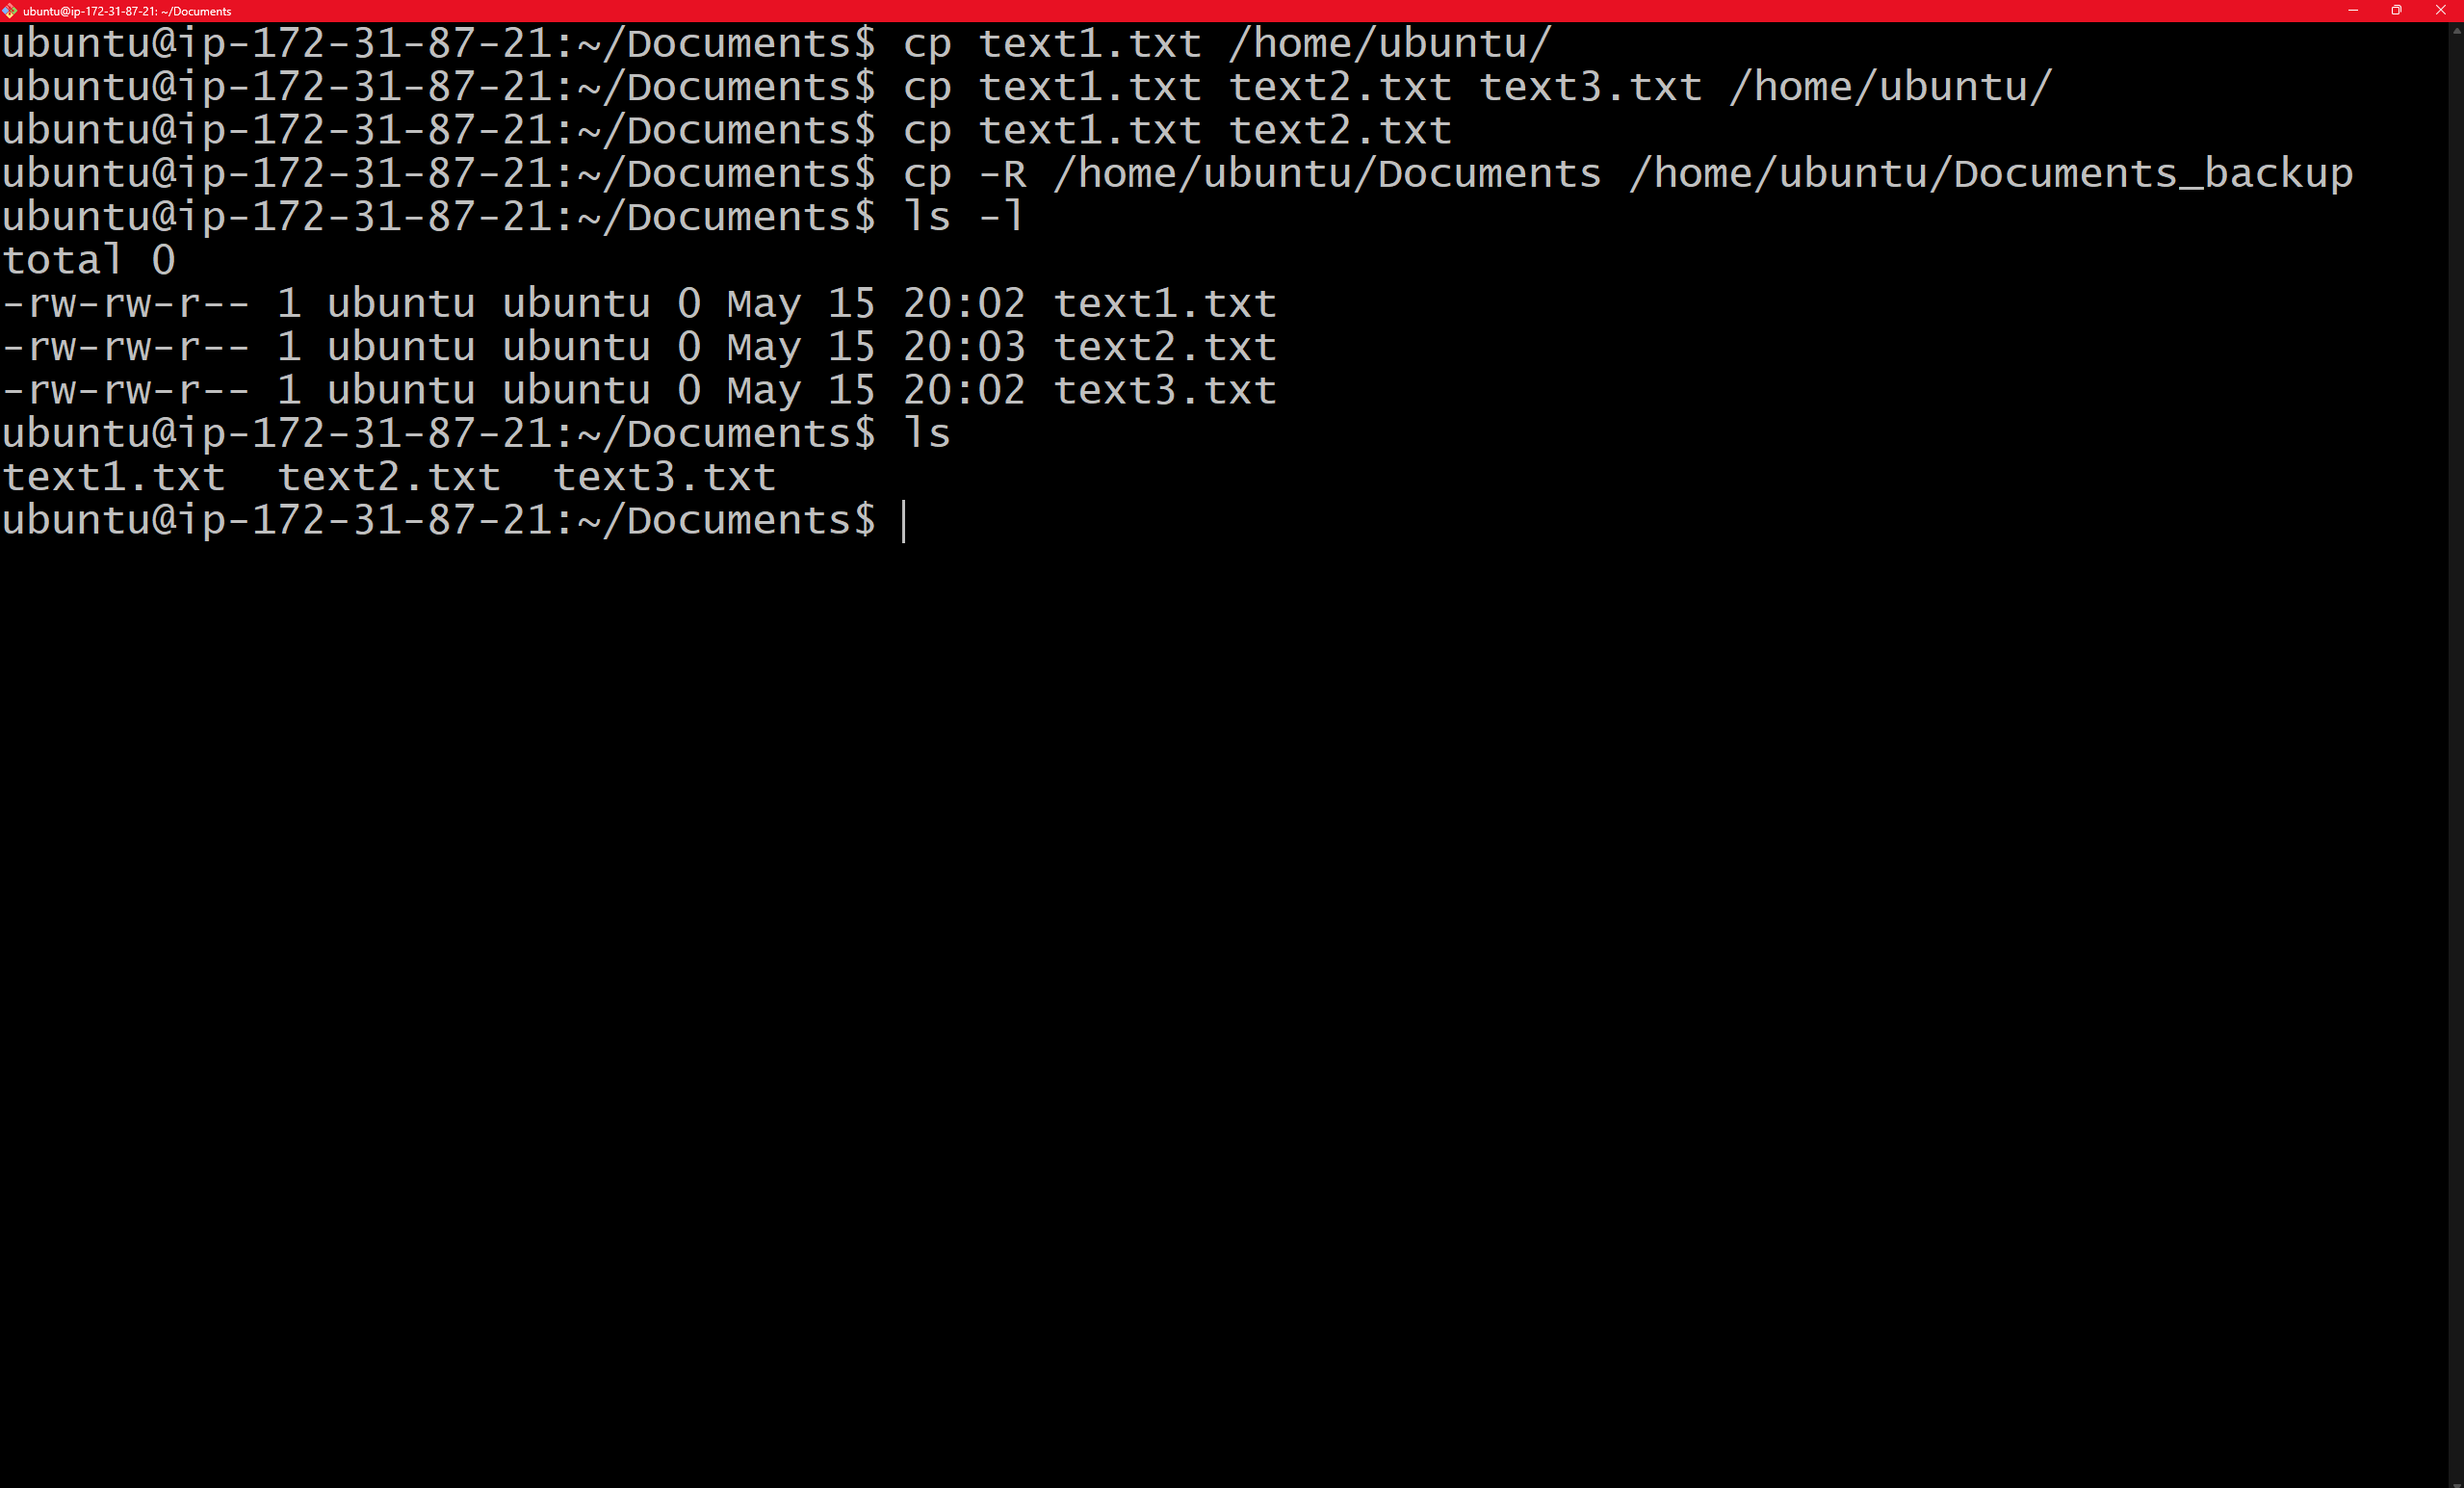 ubuntu@ip-172-31-87-21: ~/Documents
ubuntu@ip-172-31-87-21:~/Documents$ cp text1.txt /home/ubuntu/
ubuntu@ip-172-31-87-21:~/Documents$ cp text1.txt text2.txt text3.txt /home/ubuntu/
ubuntu@ip-172-31-87-21:~/Documents$ cp text1.txt text2.txt
ubuntu@ip-172-31-87-21:~/Documents$ cp -R /home/ubuntu/Documents /home/ubuntu/Documents_backup
ubuntu@ip-172-31-87-21:~/Documents$ ls -l
total 0
-rw-rw-r-- 1 ubuntu ubuntu 0 May 15 20:02 text1.txt
-rw-rw-r-- 1 ubuntu ubuntu 0 May 15 20:03 text2.txt
-rw-rw-r-- 1 ubuntu ubuntu 0 May 15 20:02 text3.txt
ubuntu@ip-172-31-87-21:~/Documents$ ls
text1.txt  text2.txt  text3.txt
ubuntu@ip-172-31-87-21:~/Documents$